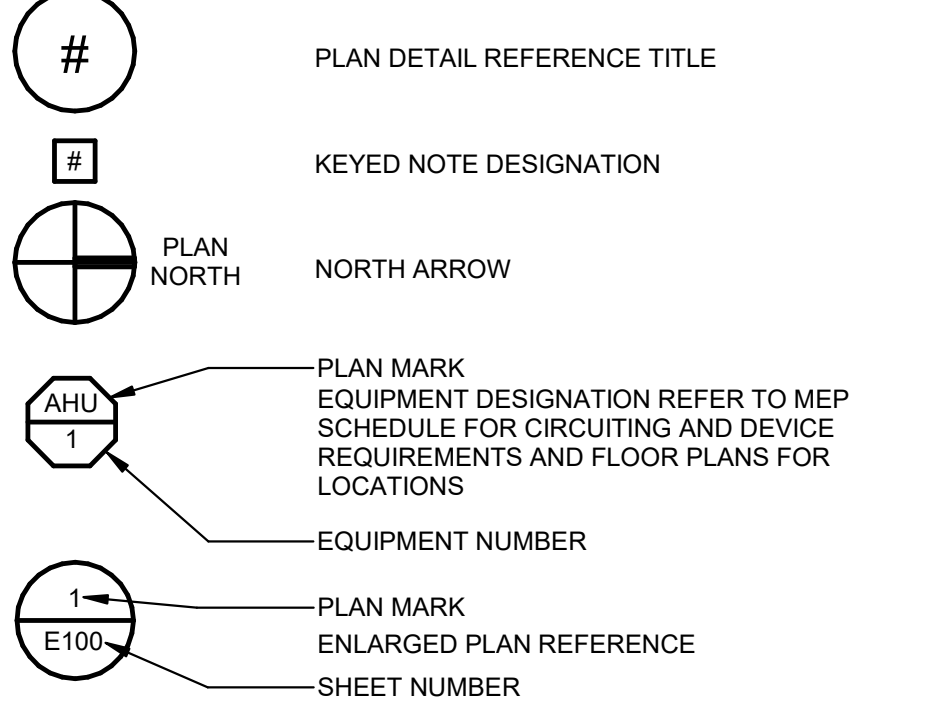 #
PLAN DETAIL REFERENCE TITLE
#
KEYED NOTE DESIGNATION
PLAN
NORTH
NORTH ARROW
AHU
1
PLAN MARK
EQUIPMENT DESIGNATION REFER TO MEP
SCHEDULE FOR CIRCUITING AND DEVICE
REQUIREMENTS AND FLOOR PLANS FOR
LOCATIONS
EQUIPMENT NUMBER
1
E100
PLAN MARK
ENLARGED PLAN REFERENCE
SHEET NUMBER